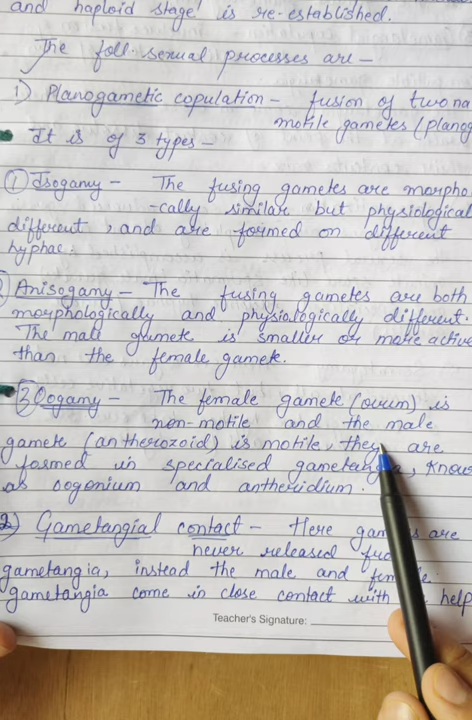 and haploid stage is re-established.
The foll. sexual processes are —
1) Planogametic copulation — fusion of two na
motile gametes (planog
It is of 3 types —
① Isogamy — The fusing gametes are morpho
-cally similar but physiological
different, and are formed on different
hyphae.
Anisogamy — The fusing gametes are both
morphologically and physiologically different.
The male gamete is smaller or more active
than the female gamete.
3 Oogamy — The female gamete (ovum) is
non-motile and the male
gamete (antherozoid) is motile, they are
formed in specialised gametangia, know
as oogonium and antheridium.
2) Gametangial contact — Here are
never released
gametangia, instead the male and
gametangia come in close contact with help
Teacher's Signature: